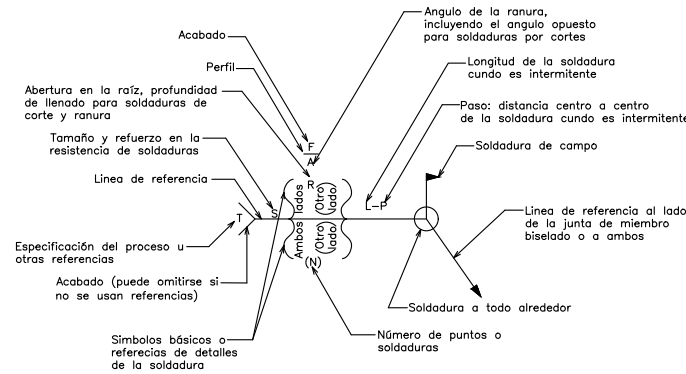 Angulo de la ranura,
incluyendo el angulo opuesto
para soldaduras por cortes
Acabado
Perfil
Longitud de la soldadura
cundo es intermitente
Abertura en la raíz, profundidad
de llenado para soldaduras de
corte y ranura
Paso: distancia centro a centro
de la soldadura cundo es intermitente
Tamaño y refuerzo en la
resistencia de soldaduras
Soldadura de campo
Linea de referencia
F
A
R
S
L-P
T
Ambos lados
(Otro lado)
(Otro lado)
(N)
Linea de referencia al lado
de la junta de miembro
biselado o a ambos
Especificación del proceso u
otras referencias
Acabado (puede omitirse si
no se usan referencias)
Soldadura a todo alrededor
Simbolos básicos o
referecias de detalles
de la soldadura
Número de puntos o
soldaduras